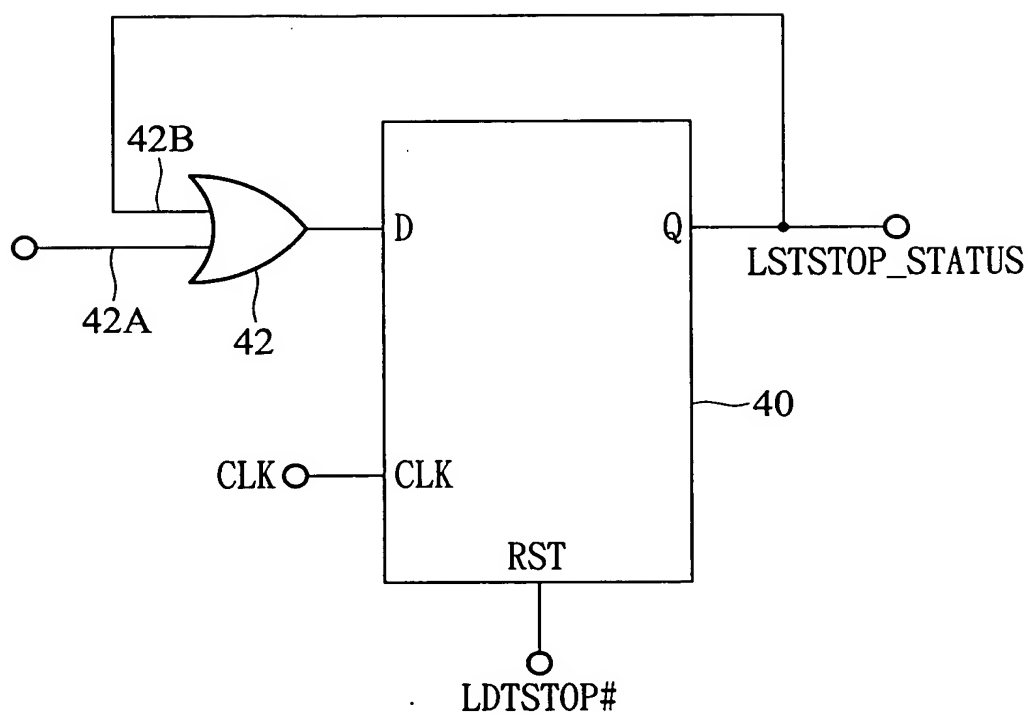 42B
D
Q
LSTSTOP_STATUS
42A
42
40
CLK
CLK
RST
LDTSTOP#